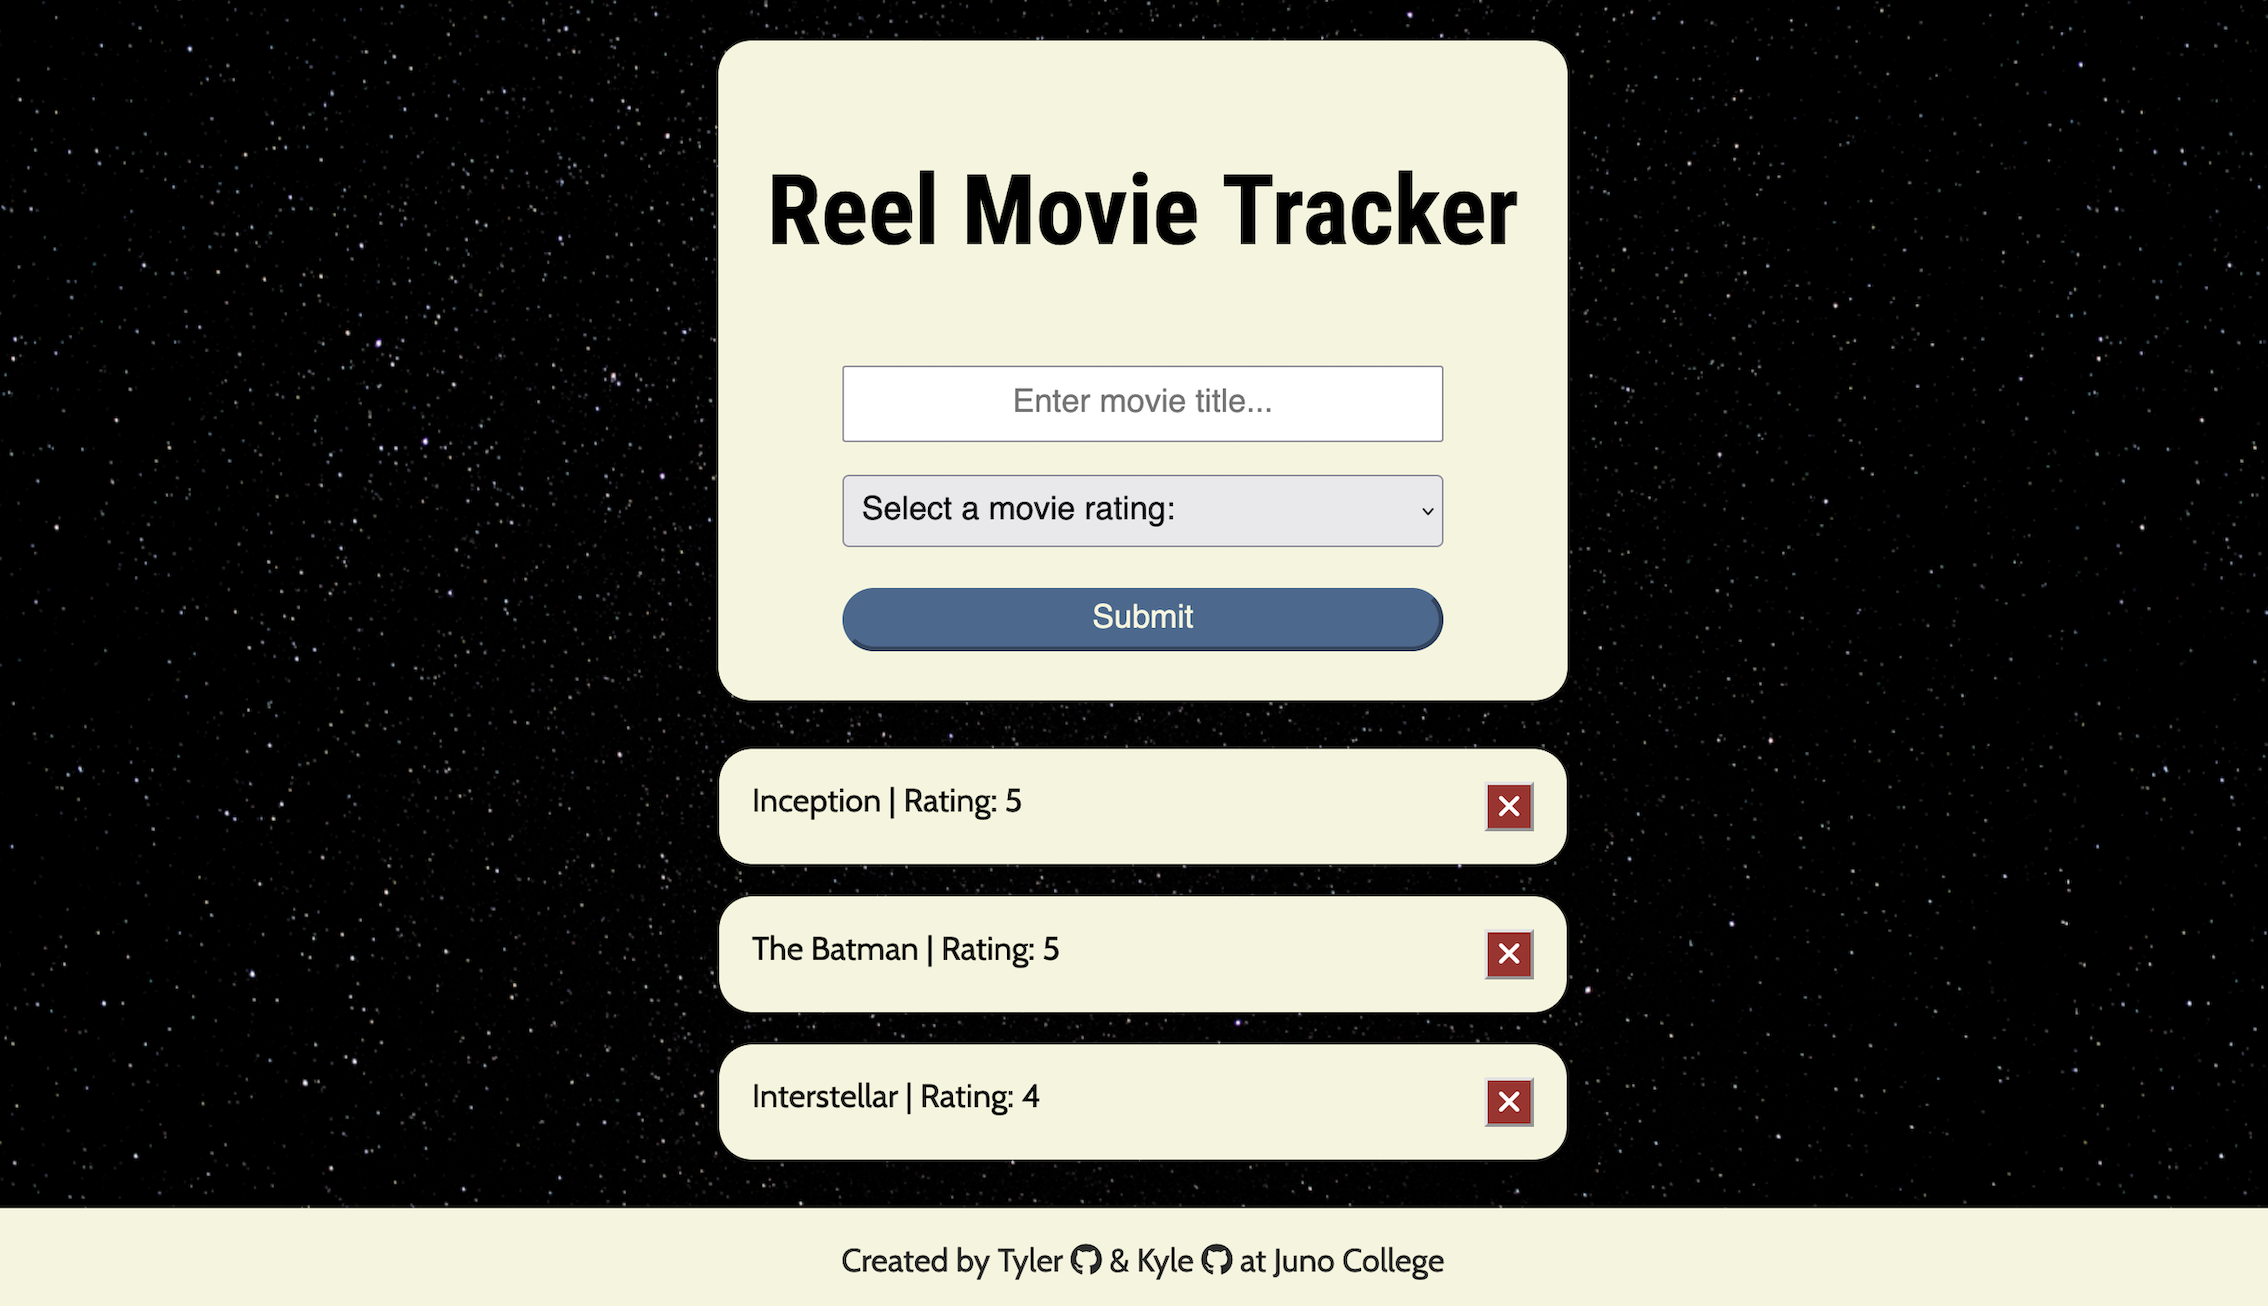 Reel Movie Tracker
Enter movie title...
Select a movie rating:
Submit
Inception | Rating: 5
The Batman | Rating: 5
Interstellar | Rating: 4
Created by Tyler & Kyle at Juno College